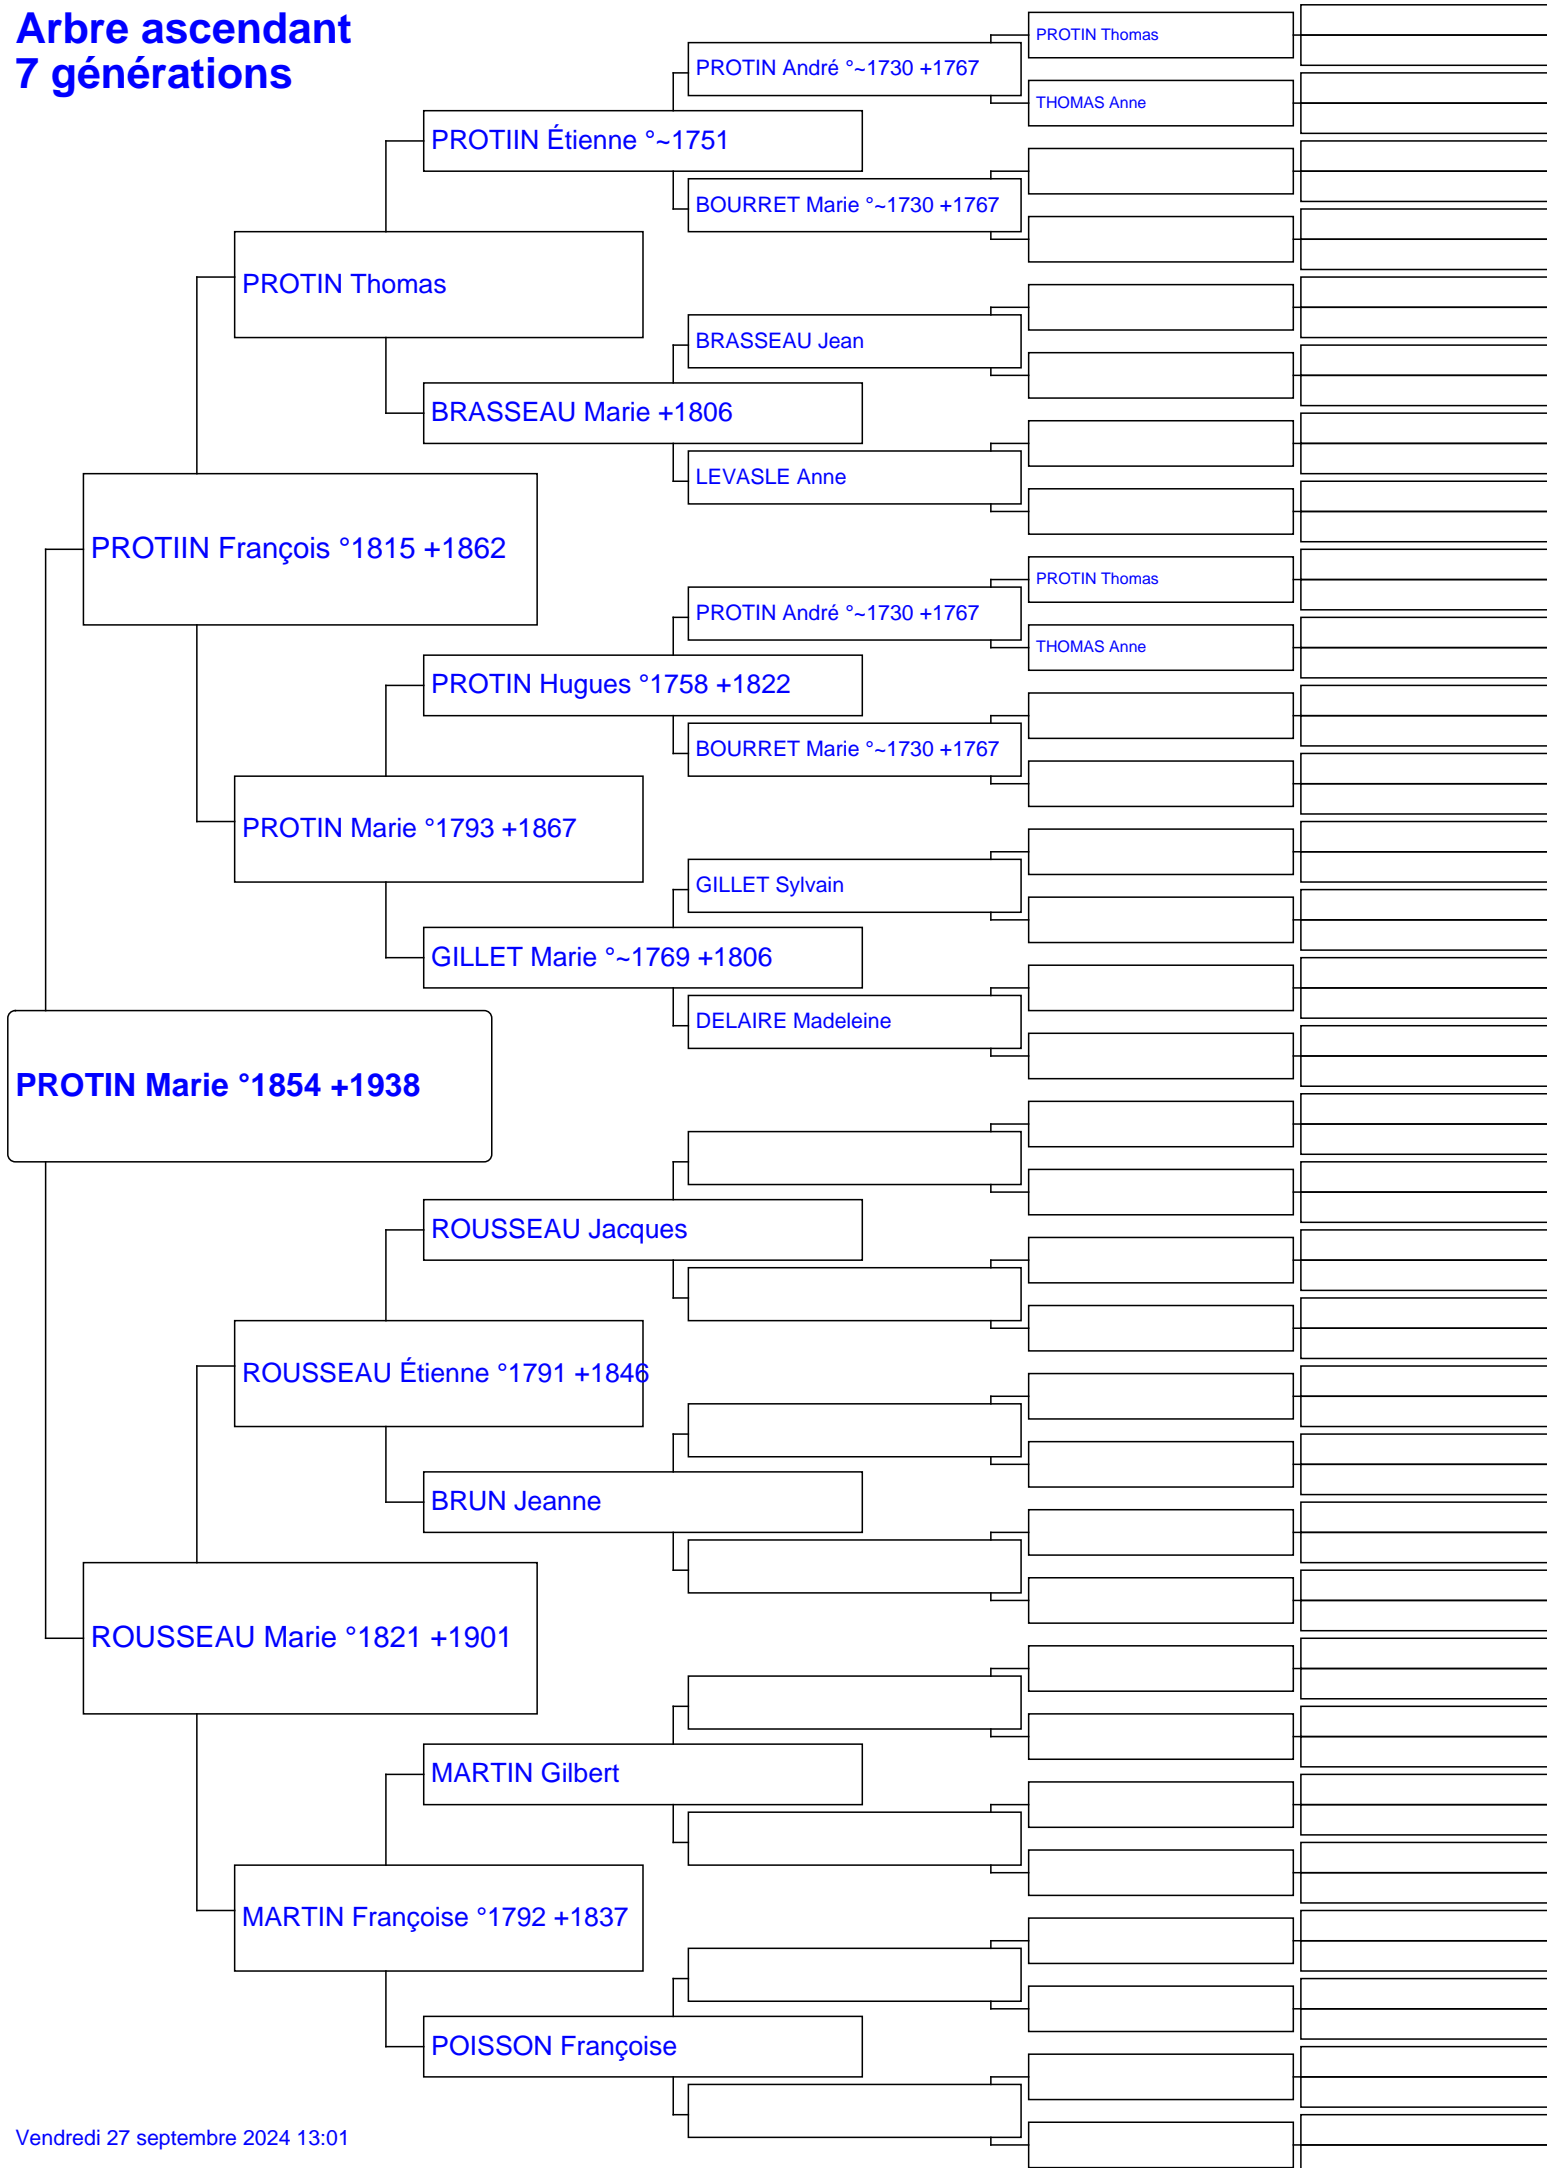 Arbre ascendant
7 générations
PROTIN Thomas
PROTIN André °~1730 +1767
THOMAS Anne
PROTIIN Étienne °~1751
BOURRET Marie °~1730 +1767
PROTIN Thomas
BRASSEAU Jean
BRASSEAU Marie +1806
LEVASLE Anne
PROTIIN François °1815 +1862
PROTIN Thomas
PROTIN André °~1730 +1767
THOMAS Anne
PROTIN Hugues °1758 +1822
BOURRET Marie °~1730 +1767
PROTIN Marie °1793 +1867
GILLET Sylvain
GILLET Marie °~1769 +1806
DELAIRE Madeleine
PROTIN Marie °1854 +1938
ROUSSEAU Jacques
ROUSSEAU Étienne °1791 +1846
BRUN Jeanne
ROUSSEAU Marie °1821 +1901
MARTIN Gilbert
MARTIN Françoise °1792 +1837
POISSON Françoise
Vendredi 27 septembre 2024 13:01